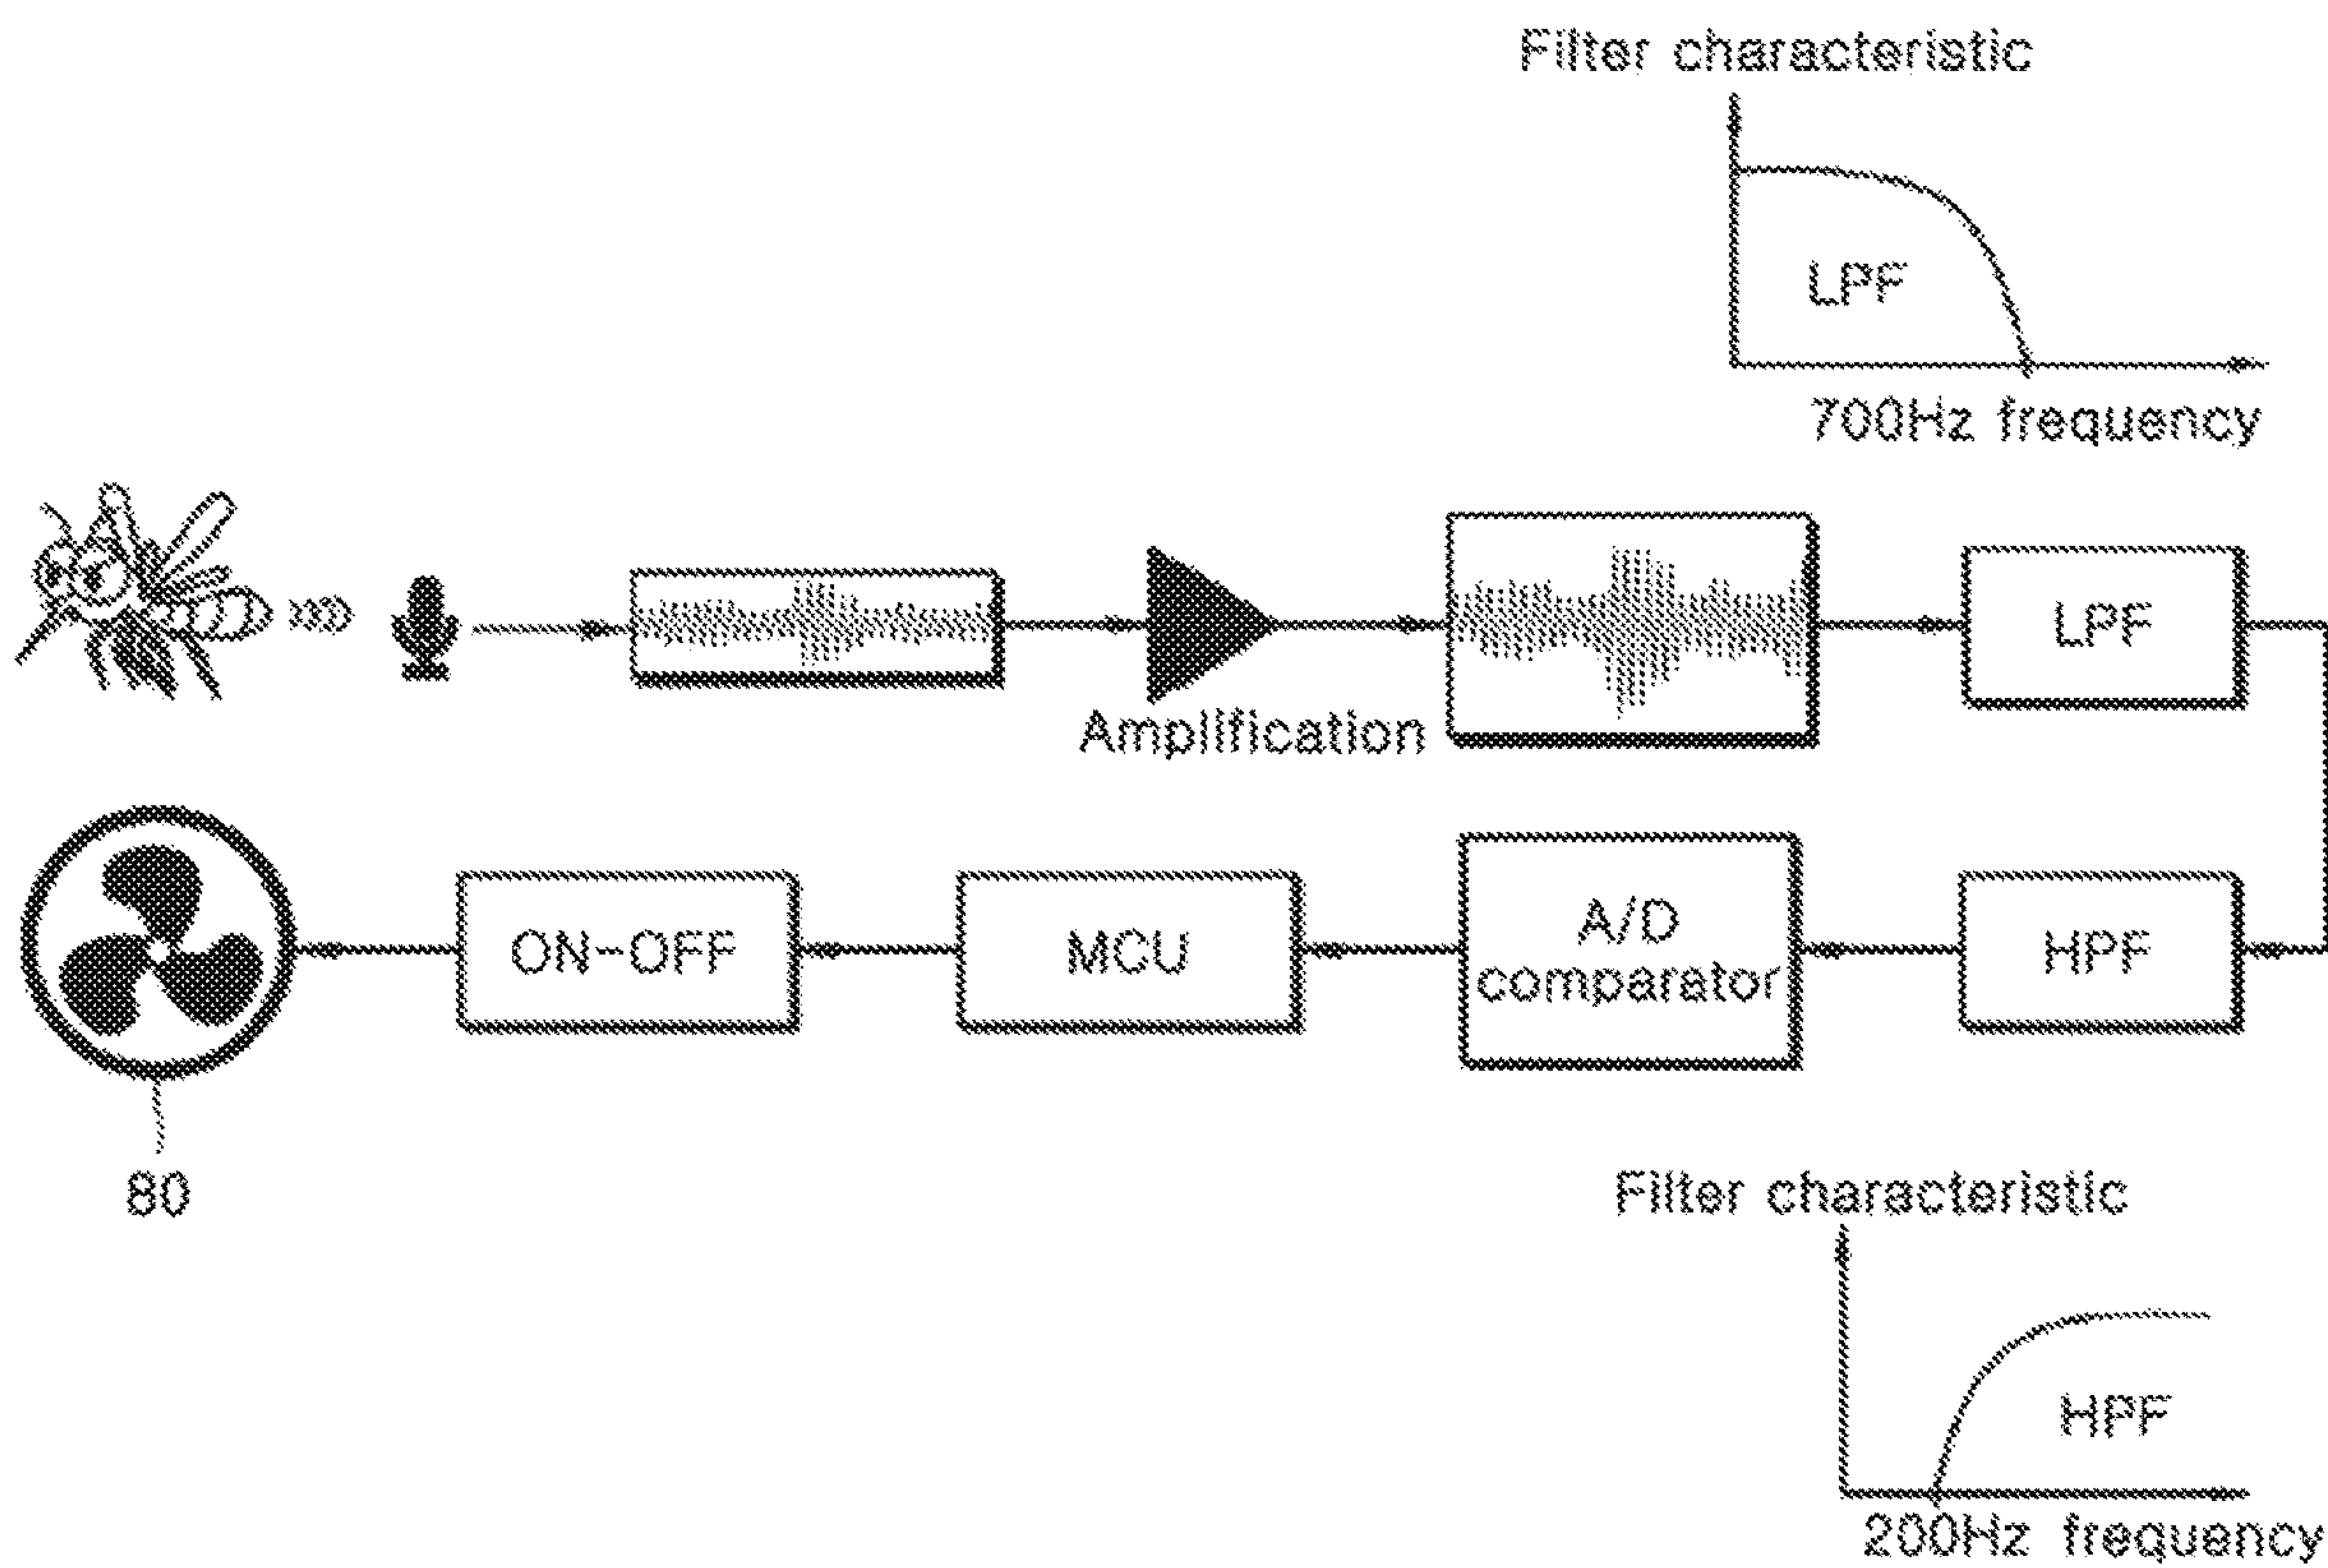 Filter characteristic
LPF
700Hz frequency
Amplification
LPF
ON-OFF
MCU
A/D
comparator
HPF
80
Filter characteristic
HPF
200Hz frequency